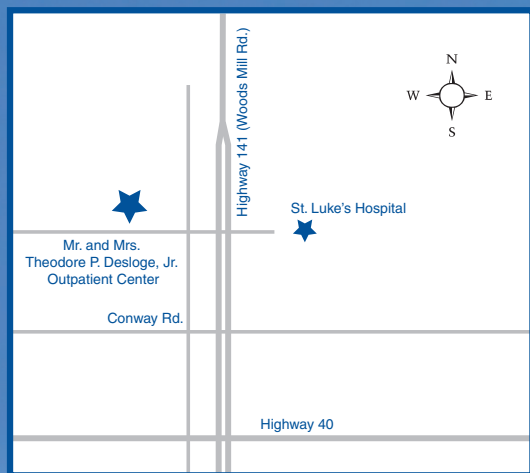 N
W
E
S
Highway 141 (Woods Mill Rd.)
St. Luke's Hospital
Mr. and Mrs.
Theodore P. Desloge, Jr.
Outpatient Center
Conway Rd.
Highway 40